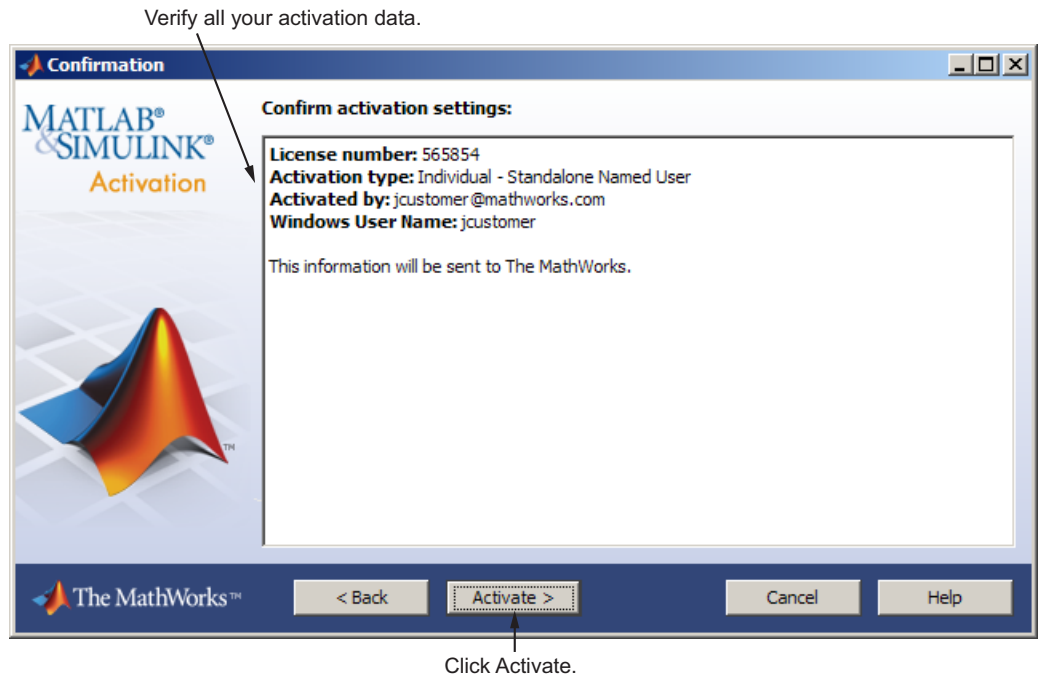 Verify all your activation data.
Confirmation
MATLAB®
&SIMULINK®
Activation
Confirm activation settings:
License number: 565854
Activation type: Individual - Standalone Named User
Activated by: jcustomer@mathworks.com
Windows User Name: jcustomer
This information will be sent to The MathWorks.
TM
The MathWorks™
< Back
Activate >
Cancel
Help
Click Activate.